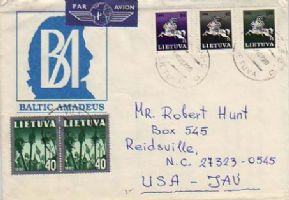 PAR AVION
LIETUVA LIETUVA LIETUVA
BA
BALTIC AMADEUS
LIETUVA LIETUVA
40 40
Mr. Robert Hunt
Box 545
Reidsville,
N.C. 27323-0545
USA - JAV